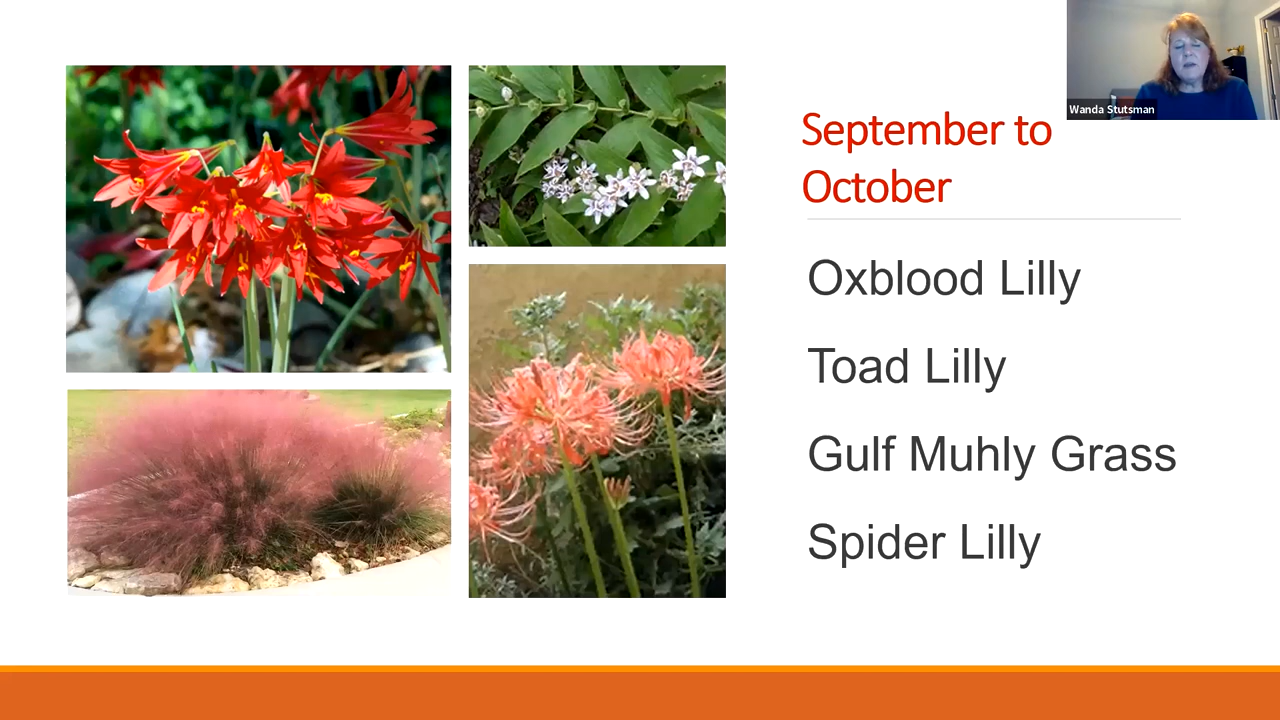 Wanda Stutsman
September to
October
Oxblood Lilly
Toad Lilly
Gulf Muhly Grass
Spider Lilly